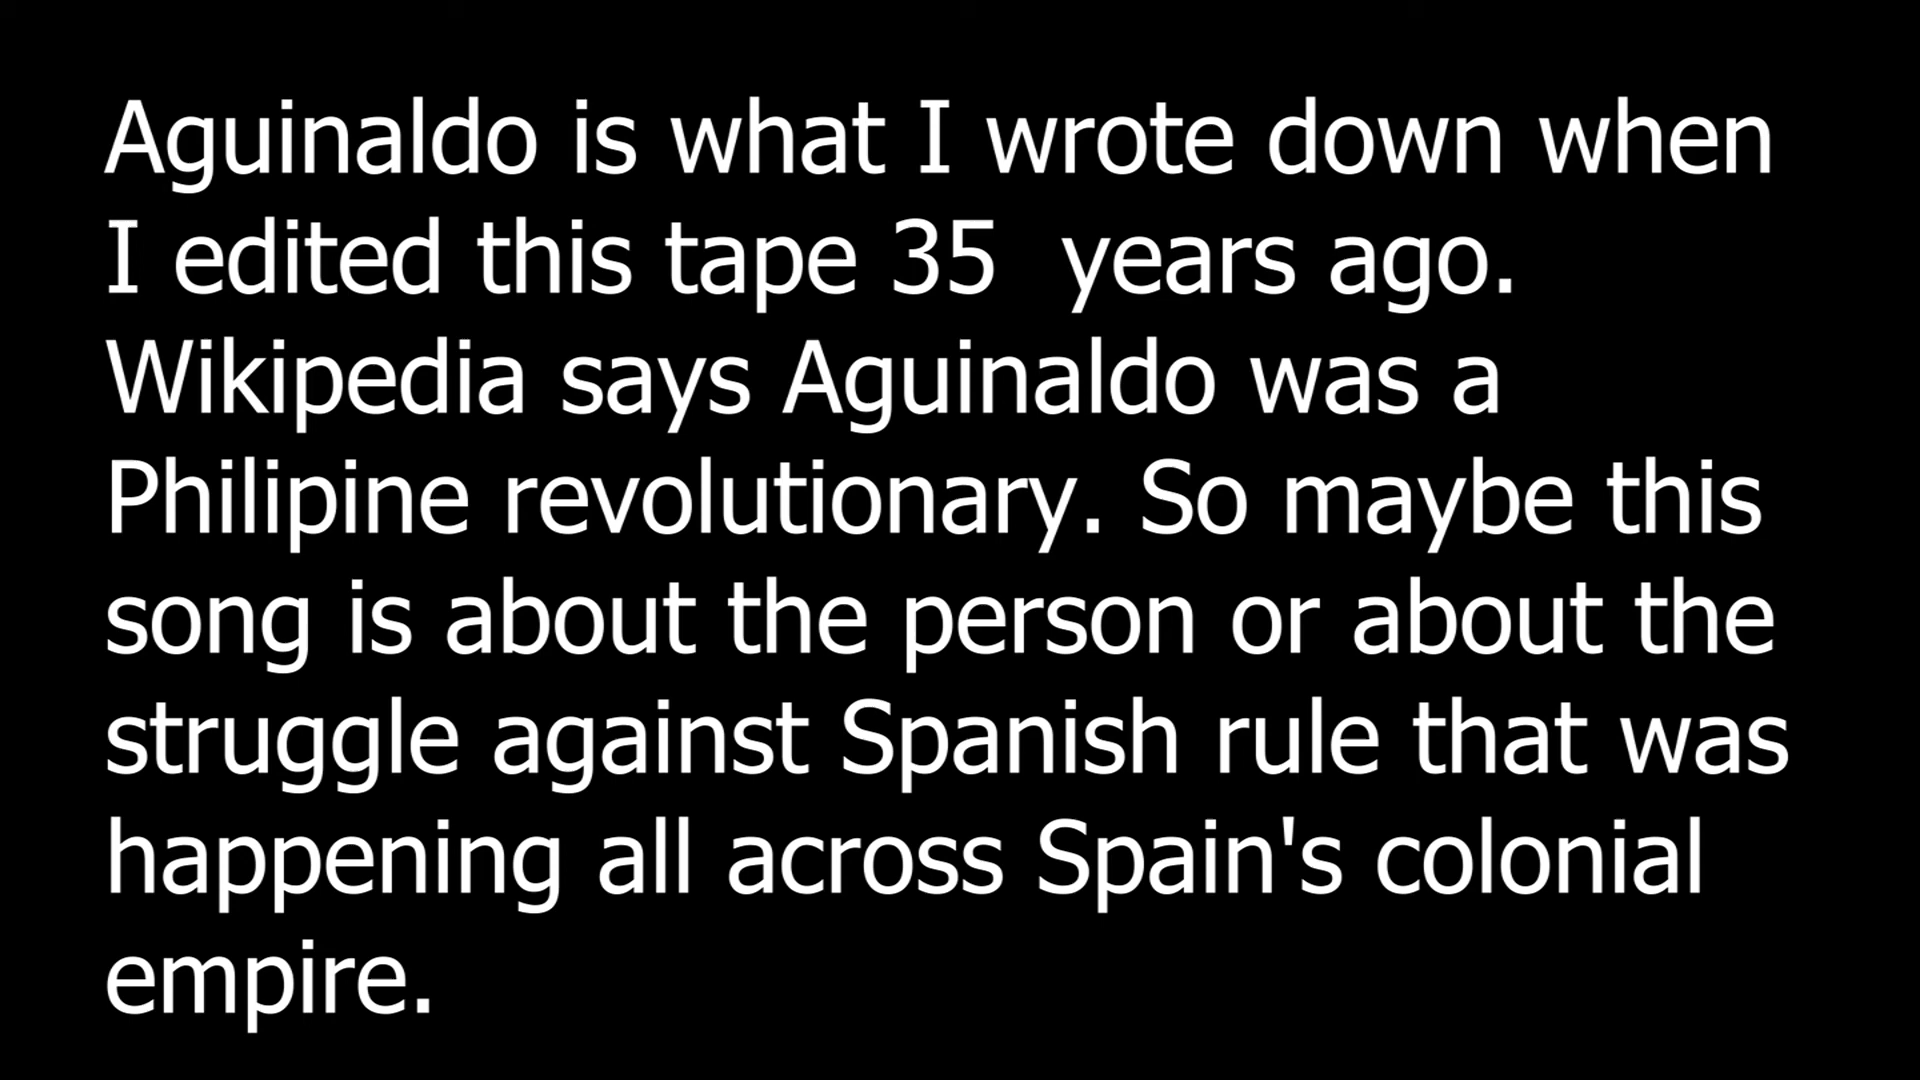 Aguinaldo is what I wrote down when
I edited this tape 35  years ago.
Wikipedia says Aguinaldo was a
Philipine revolutionary. So maybe this
song is about the person or about the
struggle against Spanish rule that was
happening all across Spain's colonial
empire.